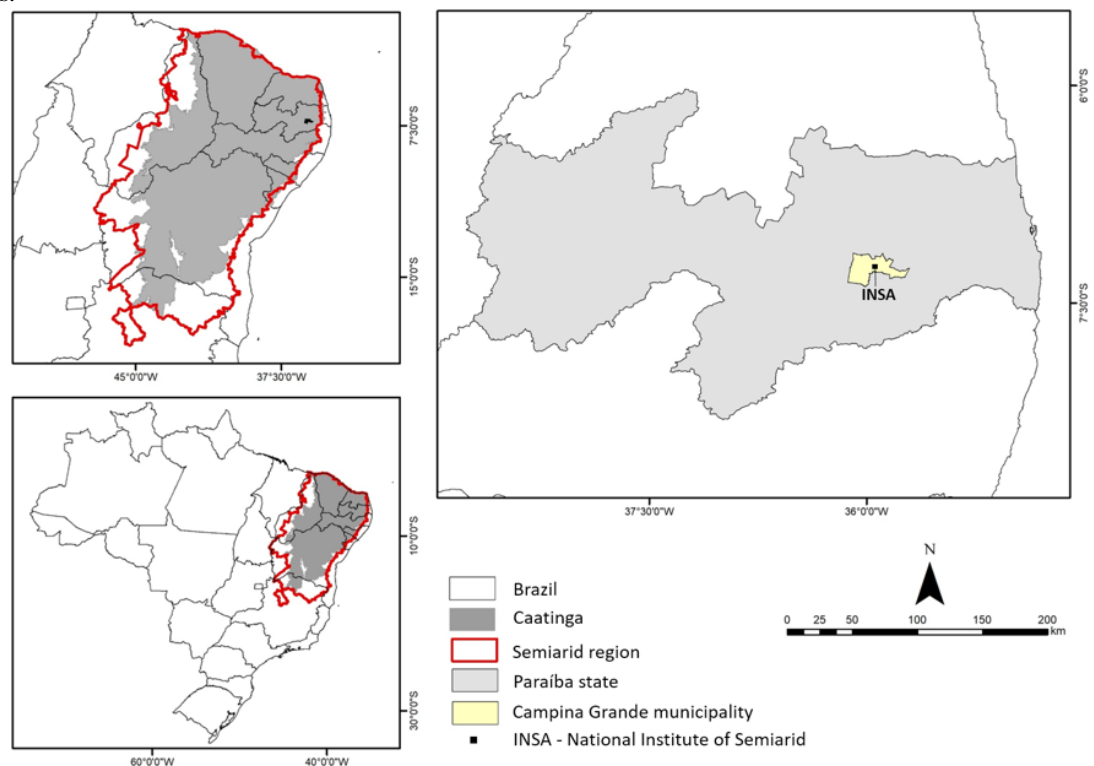 7°30'0"S
15°0'0"S
45°0'0"W
37°30'0"W
INSA
6°0'0"S
7°30'0"S
37°30'0"W
36°0'0"W
10°0'0"S
30°0'0"S
60°0'0"W
40°0'0"W
Brazil
Caatinga
Semiarid region
Paraíba state
Campina Grande municipality
INSA - National Institute of Semiarid
N
0 25 50 100 150 200
km